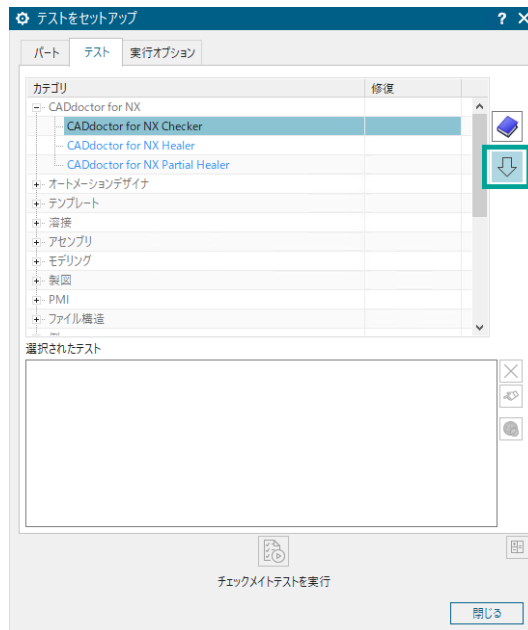 テストをセットアップ
パート テスト 実行オプション
カテゴリ 修復
CADdoctor for NX
CADdoctor for NX Checker
CADdoctor for NX Healer
CADdoctor for NX Partial Healer
オートメーションデザイナ
テンプレート
溶接
アセンブリ
モデリング
製図
PMI
ファイル構造
選択されたテスト
チェックメイトテストを実行
閉じる